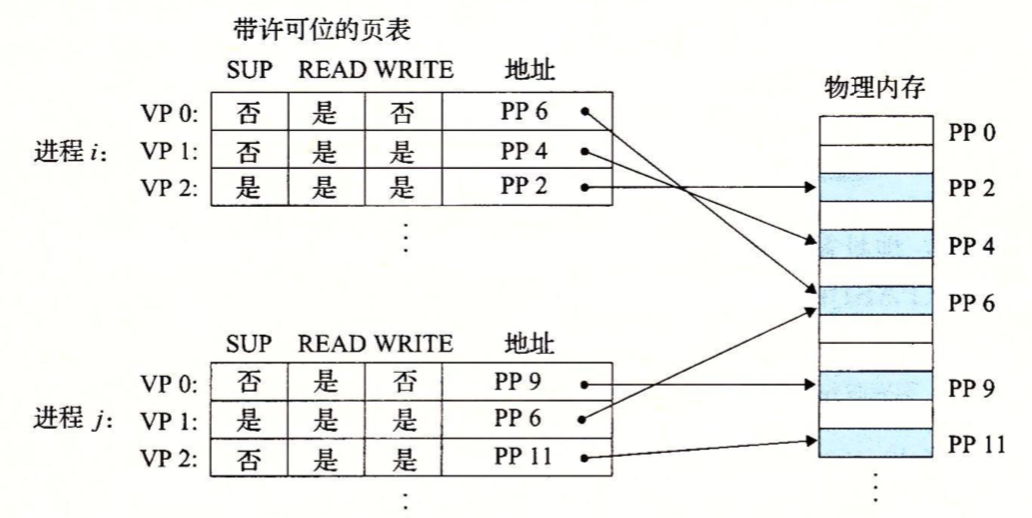 带许可位的页表
SUP READ WRITE 地址
物理内存
VP 0: 否 是 否 PP 6
PP 0
进程 i: VP 1: 否 是 是 PP 4
VP 2: 是 是 是 PP 2
PP 2
PP 4
PP 6
SUP READ WRITE 地址
VP 0: 否 是 否 PP 9
PP 9
进程 j: VP 1: 是 是 是 PP 6
VP 2: 否 是 是 PP 11
PP 11